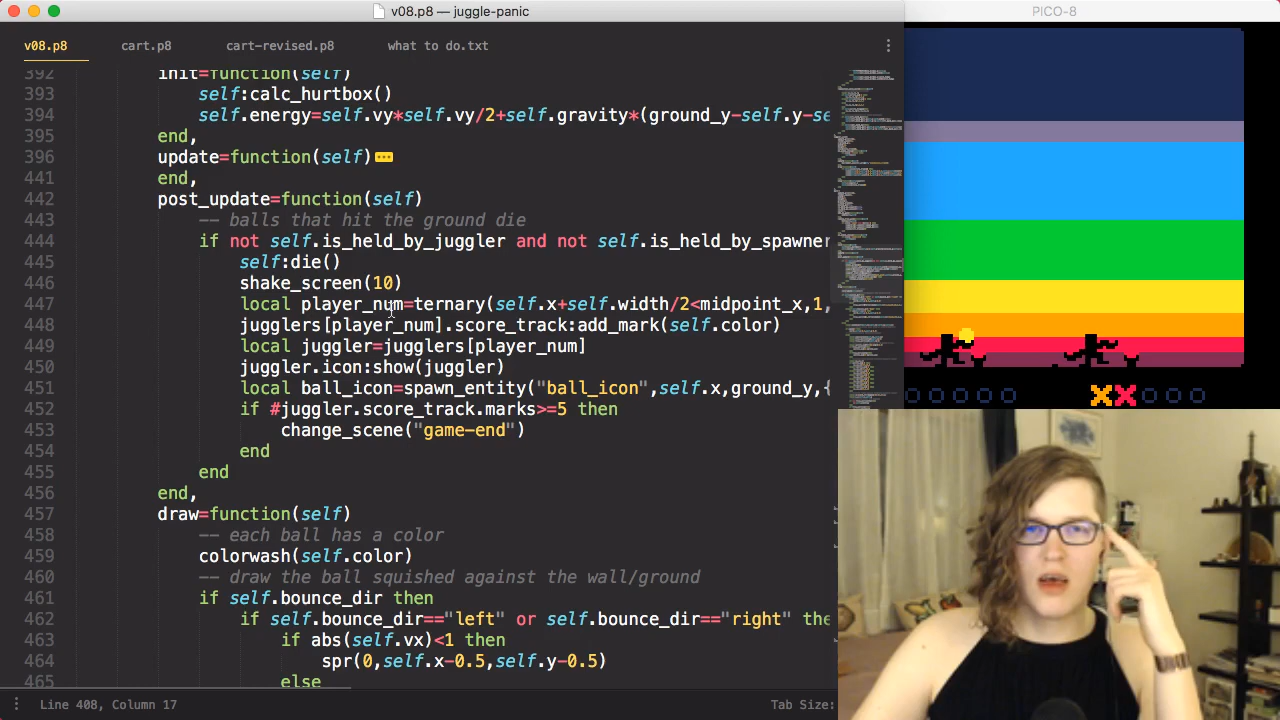 v08.p8 — juggle-panic
PICO-8
v08.p8 cart.p8 cart-revised.p8 what to do.txt
392 init=function(self)
393 self:calc_hurtbox()
394 self.energy=self.vy*self.vy/2+self.gravity*(ground_y-self.y-se
395 end,
396 update=function(self)
441 end,
442 post_update=function(self)
443 -- balls that hit the ground die
444 if not self.is_held_by_juggler and not self.is_held_by_spawner
445 self:die()
446 shake_screen(10)
447 local player_num=ternary(self.x+self.width/2<midpoint_x,1,
448 jugglers[player_num].score_track:add_mark(self.color)
449 local juggler=jugglers[player_num]
450 juggler.icon:show(juggler)
451 local ball_icon=spawn_entity("ball_icon",self.x,ground_y,{
452 if #juggler.score_track.marks>=5 then
453 change_scene("game-end")
454 end
455 end
456 end,
457 draw=function(self)
458 -- each ball has a color
459 colorwash(self.color)
460 -- draw the ball squished against the wall/ground
461 if self.bounce_dir then
462 if self.bounce_dir=="left" or self.bounce_dir=="right" the
463 if abs(self.vx)<1 then
464 spr(0,self.x-0.5,self.y-0.5)
465 else
Line 408, Column 17
Tab Size: